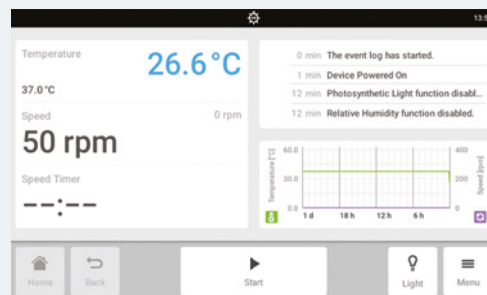 13:5
Temperature
26.6°C
37.0°C
Speed
0 rpm
50 rpm
Speed Timer
--:--
0 min The event log has started.
1 min Device Powered On
12 min Photosynthetic Light function disabl...
12 min Relative Humidity function disabled.
Temperature [°C]
60.0
30.0
0.0
1 d 18 h 12 h 6 h
400
200
0
Speed [rpm]
Home
Back
Start
Light
Menu